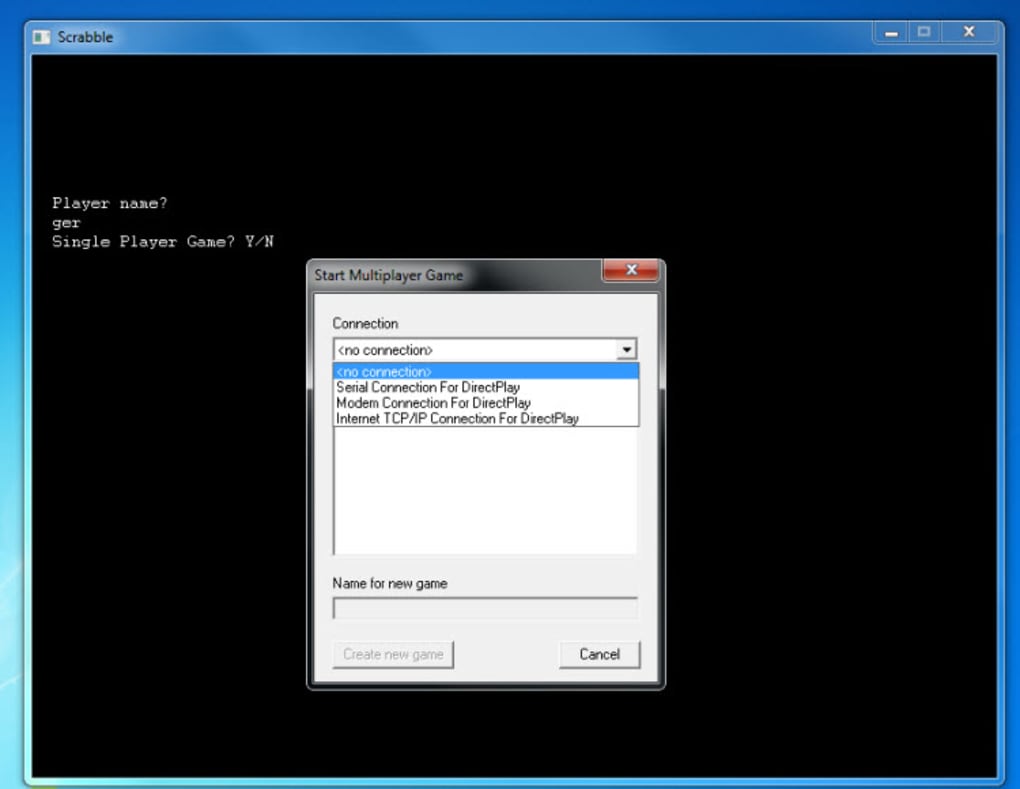 Scrabble
Player name?
ger
Single Player Game? Y/N
Start Multiplayer Game
Connection
<no connection>
<no connection>
Serial Connection For DirectPlay
Modem Connection For DirectPlay
Internet TCP/IP Connection For DirectPlay
Name for new game
Create new game
Cancel